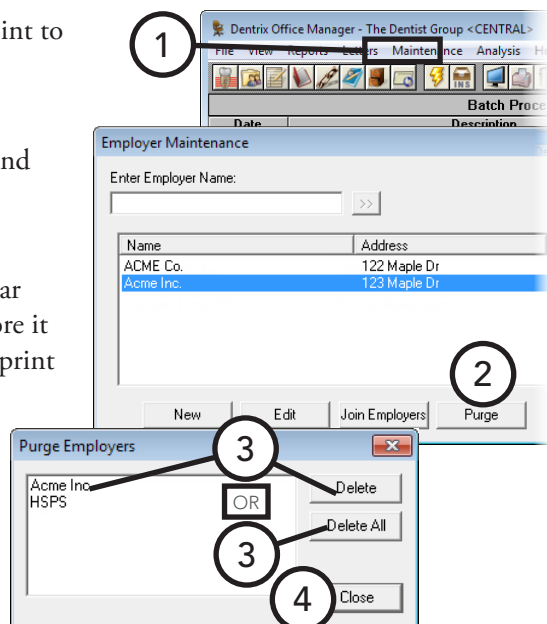 int to
nd
ar
ore it
print
1
Dentrix Office Manager - The Dentist Group <CENTRAL>
File View Reports Letters Maintenance Analysis
INS
Batch Proce
Date Description
Employer Maintenance
Enter Employer Name:
>>
Name Address
ACME Co. 122 Maple Dr
Acme Inc. 123 Maple Dr
2
New Edit Join Employers Purge
Purge Employers
3
Acme Inc. Delete
HSPS OR
Delete All
3
4 Close